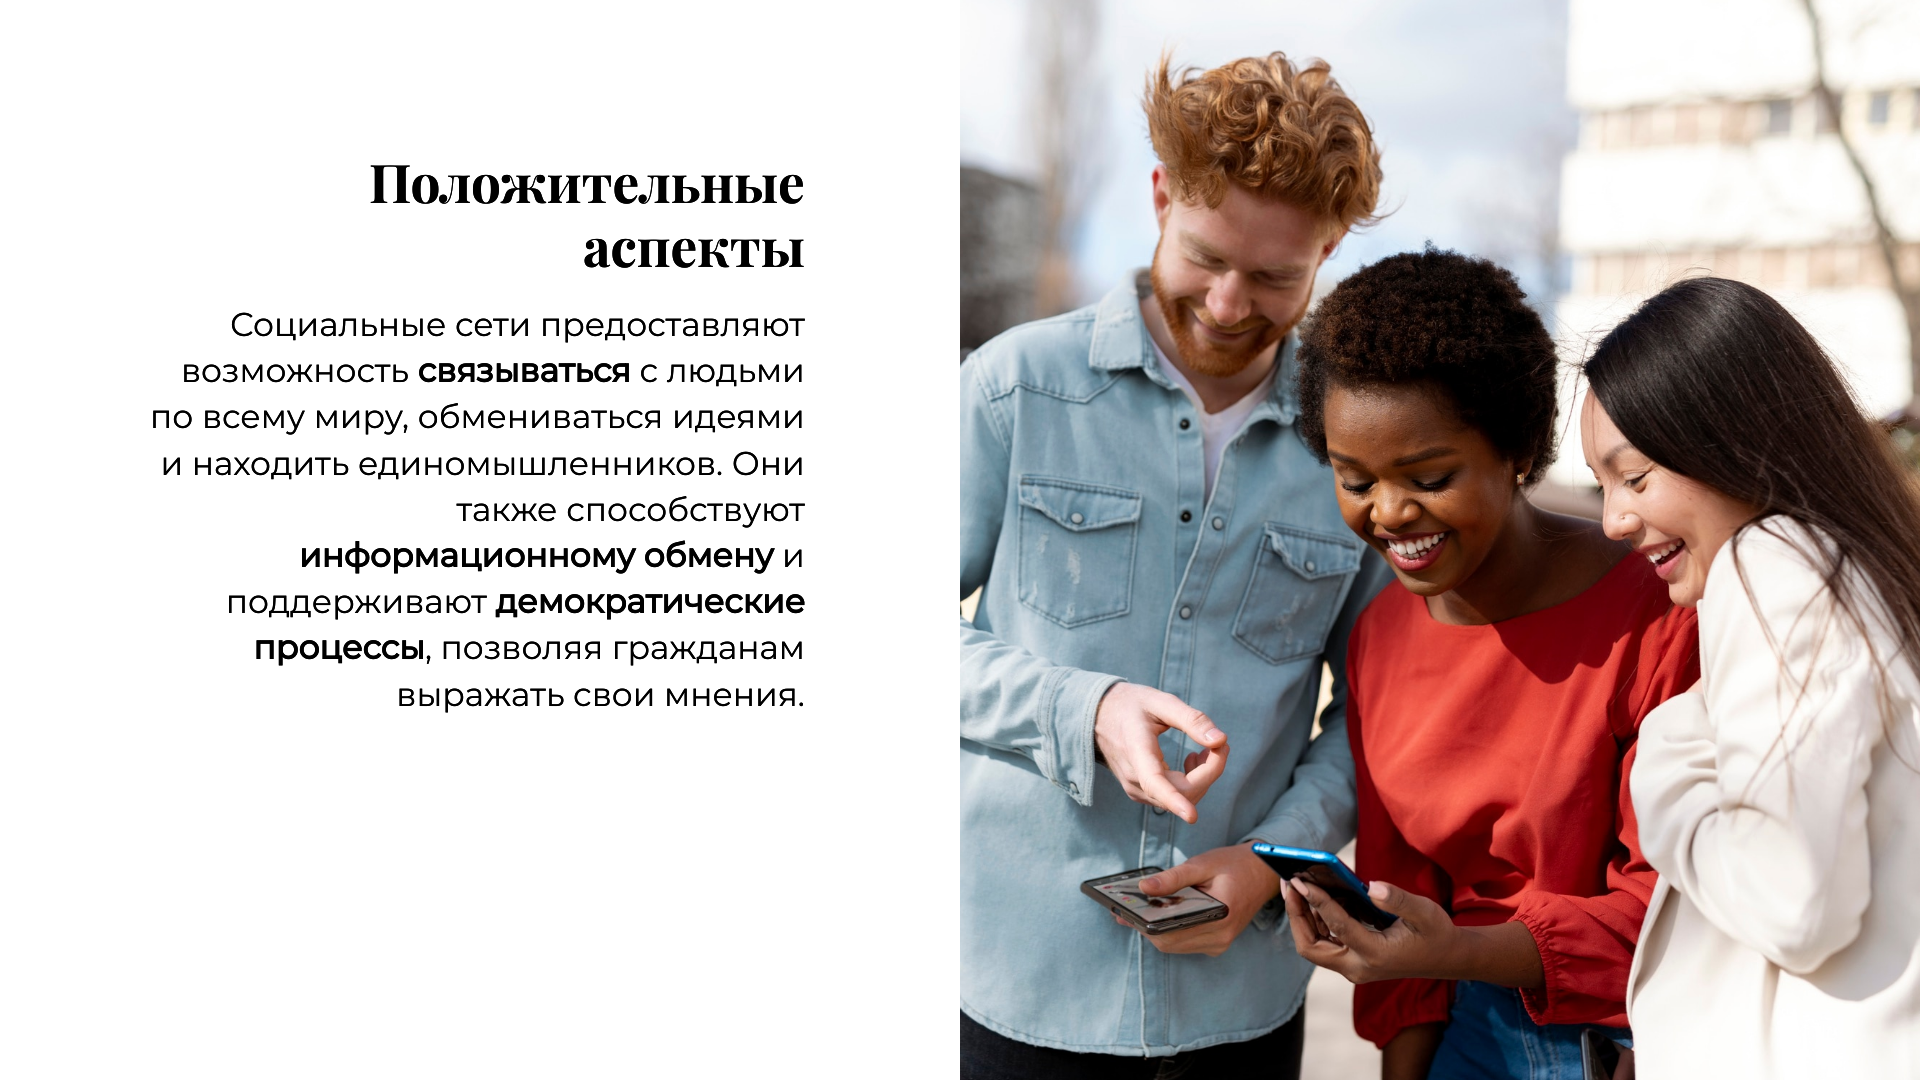 Положительные
аспекты
Социальные сети предоставляют
возможность связываться с людьми
по всему миру, обмениваться идеями
и находить единомышленников. Они
также способствуют
информационному обмену и
поддерживают демократические
процессы, позволяя гражданам
выражать свои мнения.